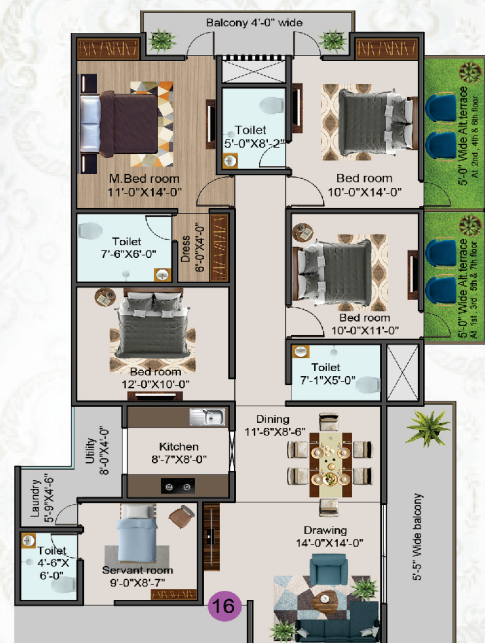 Balcony 4'-0" wide
Toilet
5'-0"X8'-2"
M.Bed room
11'-0"X14'-0"
Bed room
10'-0"X14'-0"
5'-0" Wide Alt.terrace
At 2nd ,4th & 6th floor
Toilet
7'-6"X6'-0"
Dress
6'-0"X4'-0"
Bed room
10'-0"X11'-0"
5'-0" Wide Alt.terrace
At 1st 3rd, 5th & 7th floor
Bed room
12'-0"X10'-0"
Toilet
7'-1"X5'-0"
Dining
11'-6"X8'-6"
Utility
8'-0"X4'-0"
Kitchen
8'-7"X8'-0"
Laundry
5'-9"X4'-6"
Drawing
14'-0"X14'-0"
5'-5" Wide balcony
Toilet
4'-6"X
6'-0"
Servant room
9'-0"X8'-7"
16